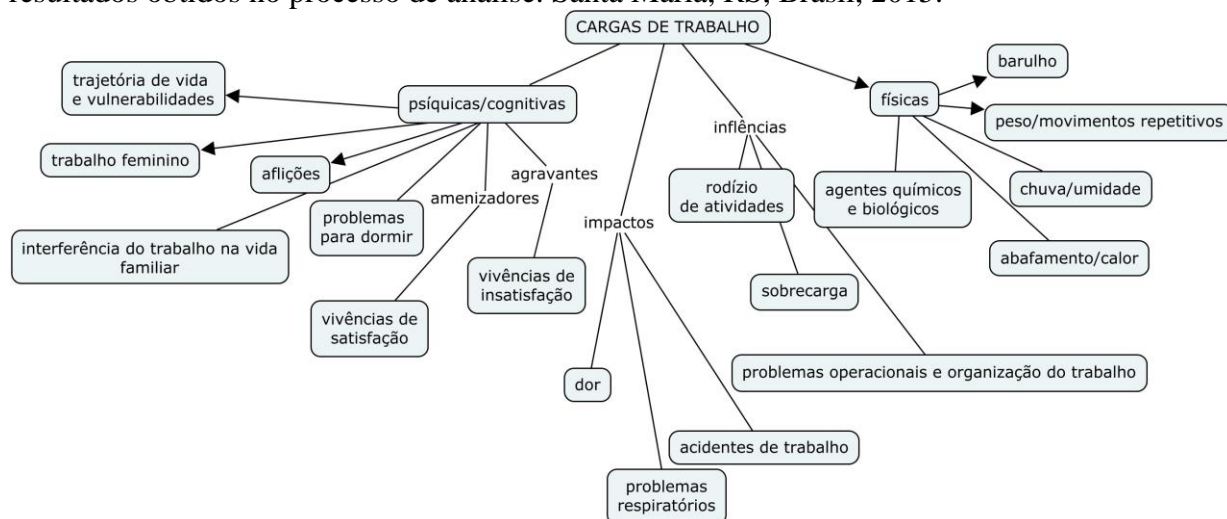 resultados obtidos no processo de análise. Santa Maria, RS, Brasil, 2015.
CARGAS DE TRABALHO
barulho
trajetória de vida
e vulnerabilidades
psíquicas/cognitivas
físicas
peso/movimentos repetitivos
inflências
trabalho feminino
aflições
agravantes
rodízio
de atividades
agentes químicos
e biológicos
chuva/umidade
amenizadores
problemas
para dormir
impactos
interferência do trabalho na vida
familiar
abafamento/calor
vivências de
insatisfação
sobrecarga
vivências de
satisfação
dor
problemas operacionais e organização do trabalho
acidentes de trabalho
problemas
respiratórios